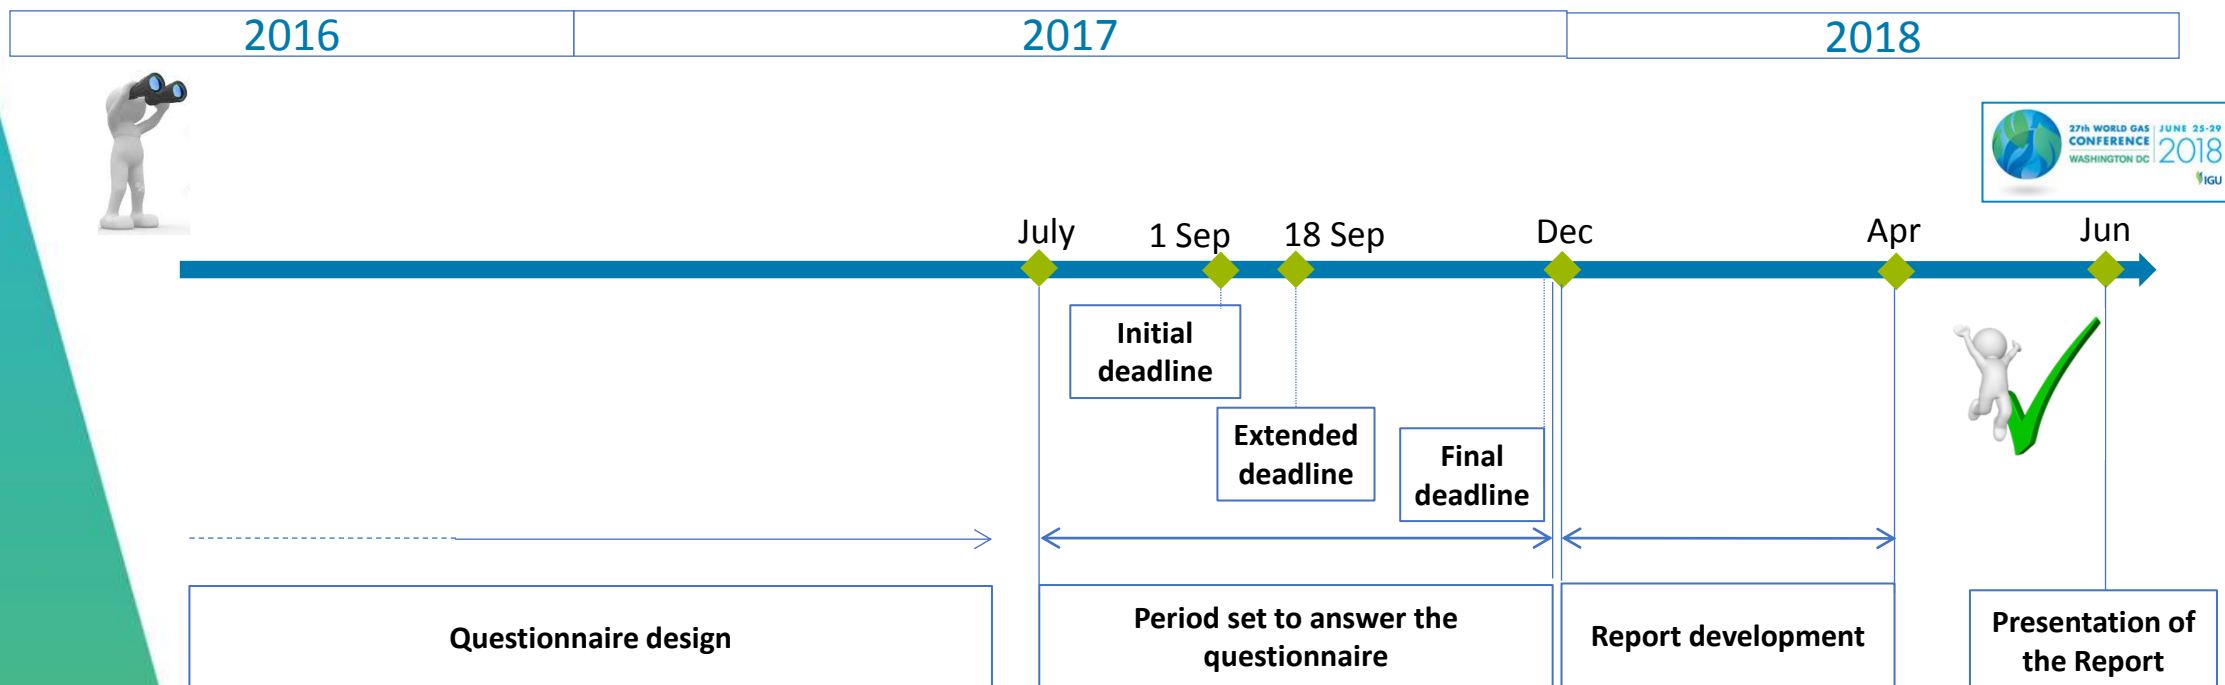 2016
2017
2018
27th WORLD GAS
CONFERENCE
WASHINGTON DC
JUNE 25-29
2018
IGU
July
1 Sep
18 Sep
Dec
Apr
Jun
Initial
deadline
Extended
deadline
Final
deadline
Questionnaire design
Period set to answer the
questionnaire
Report development
Presentation of
the Report